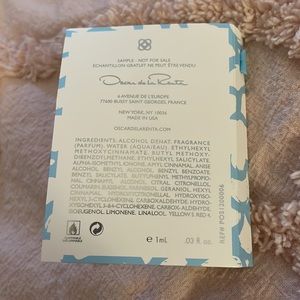 SAMPLE - NOT FOR SALE
ECHANTILLON GRATUIT NE PEUT ÊTRE VENDU
Oscar de la Renta
6 AVENUE DE L'EUROPE
77600 BUSSY SAINT-GEORGES, FRANCE
NEW YORK, NY 10036
MADE IN USA
OSCARDELARENTA.COM
INGREDIENTS: ALCOHOL DENAT, FRAGRANCE
(PARFUM), WATER (AQUA/EAU), ETHYLHEXYL
METHOXYCINNAMATE, BUTYL METHOXY-
DIBENZOYLMETHANE, ETHYLHEXYL SALICYLATE,
ALPHA-ISOMETHYL IONONE, AMYL CINNAMAL, ANISE
ALCOHOL, BENZYL ALCOHOL, BENZYL BENZOATE,
BENZYL SALICYLATE, BUTYLPHENYL METHYLPROPIO-
NAL, CINNAMYL ALCOHOL, CITRAL, CITRONELLOL,
COUMARIN, EUGENOL, FARNESOL, GERANIOL,
HEXYL CINNAMAL, HYDROXYCITRONELLAL, HYDROXYISO-
HEXYL 3-CYCLOHEXENE CARBOXALDEHYDE,
ISOEUGENOL, LIMONENE, LINALOOL, YELLOW 5, RED 4
℮ 1mL .03 fl. oz.